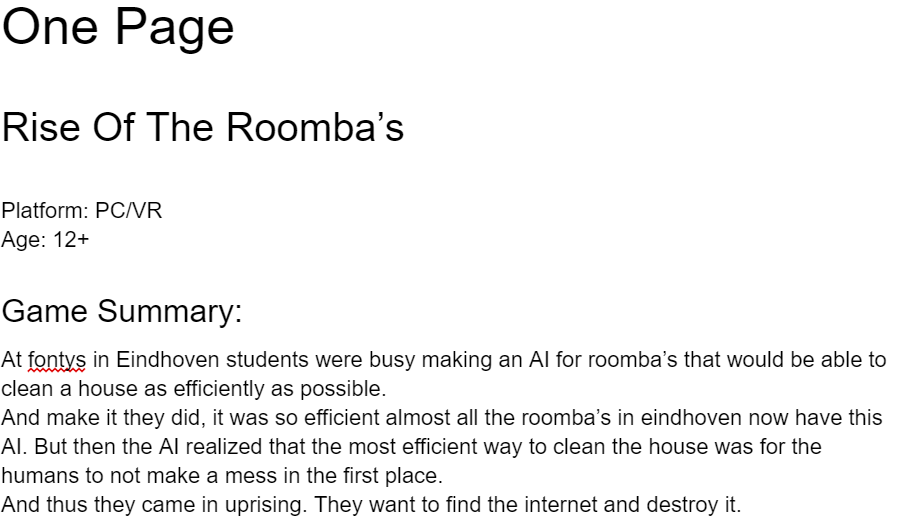 One Page
Rise Of The Roomba’s
Platform: PC/VR
Age: 12+
Game Summary:
At fontys in Eindhoven students were busy making an AI for roomba’s that would be able to
clean a house as efficiently as possible.
And make it they did, it was so efficient almost all the roomba’s in eindhoven now have this
AI. But then the AI realized that the most efficient way to clean the house was for the
humans to not make a mess in the first place.
And thus they came in uprising. They want to find the internet and destroy it.